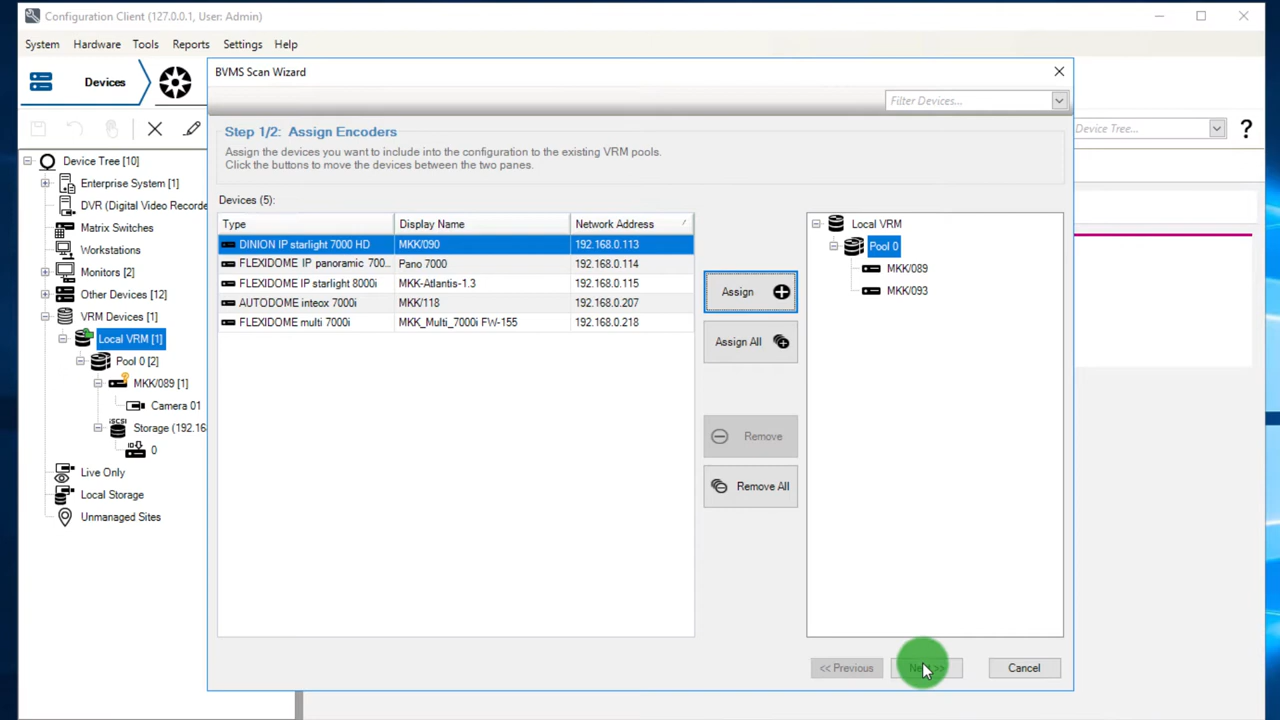 Configuration Client (127.0.0.1, User: Admin)
System Hardware Tools Reports Settings Help
Devices
BVMS Scan Wizard
Filter Devices...
Device Tree...
?
Step 1/2: Assign Encoders
Assign the devices you want to include into the configuration to the existing VRM pools.
Click the buttons to move the devices between the two panes.
Device Tree [10]
Enterprise System [1]
DVR (Digital Video Recorde
Matrix Switches
Workstations
Monitors [2]
Other Devices [12]
VRM Devices [1]
Local VRM [1]
Pool 0 [2]
MKK/089 [1]
Camera 01
iSCSI
Storage (192.16
0
Live Only
Local Storage
Unmanaged Sites
Devices (5):
Type Display Name Network Address
DINION IP starlight 7000 HD MKK/090 192.168.0.113
FLEXIDOME IP panoramic 700... Pano 7000 192.168.0.114
FLEXIDOME IP starlight 8000i MKK-Atlantis-1.3 192.168.0.115
AUTODOME inteox 7000i MKK/118 192.168.0.207
FLEXIDOME multi 7000i MKK_Multi_7000i FW-155 192.168.0.218
Assign
Assign All
Remove
Remove All
Local VRM
Pool 0
MKK/089
MKK/093
<< Previous
Next >>
Cancel